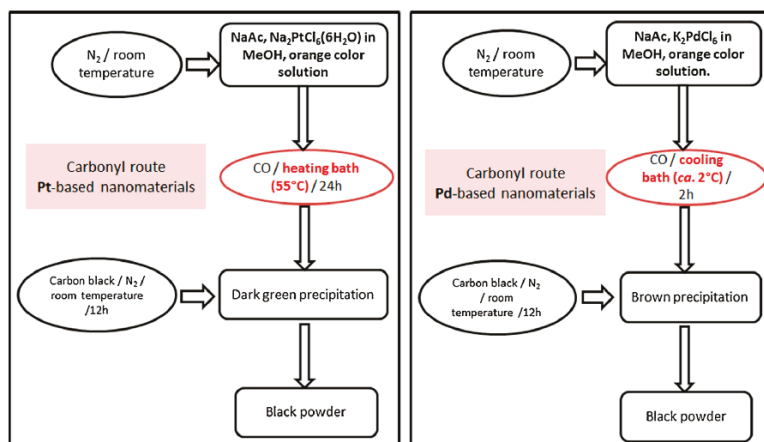 N₂ / room
temperature
NaAc, Na₂PtCl₆(6H₂O) in
MeOH, orange color
solution
Carbonyl route
Pt-based nanomaterials
CO / heating bath
(55°C) / 24h
Carbon black / N₂ /
room temperature
/12h
Dark green precipitation
Black powder
N₂ / room
temperature
NaAc, K₂PdCl₆ in
MeOH, orange color
solution.
Carbonyl route
Pd-based nanomaterials
CO / cooling
bath (ca. 2°C) /
2h
Carbon black / N₂
/ room
temperature /12h
Brown precipitation
Black powder